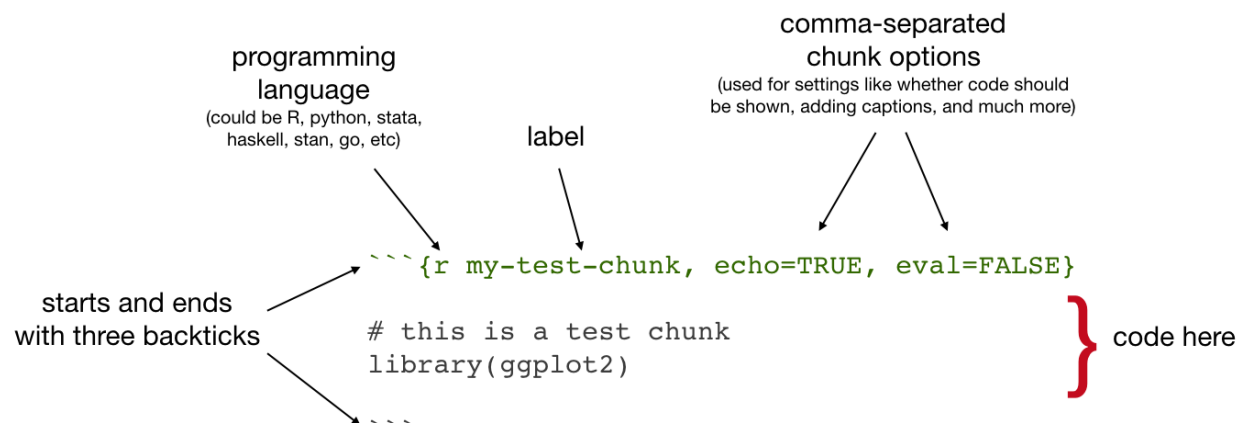 comma-separated
chunk options
(used for settings like whether code should
be shown, adding captions, and much more)
programming
language
(could be R, python, stata,
haskell, stan, go, etc)
label
```{r my-test-chunk, echo=TRUE, eval=FALSE}
starts and ends
with three backticks
# this is a test chunk
library(ggplot2)
code here
```